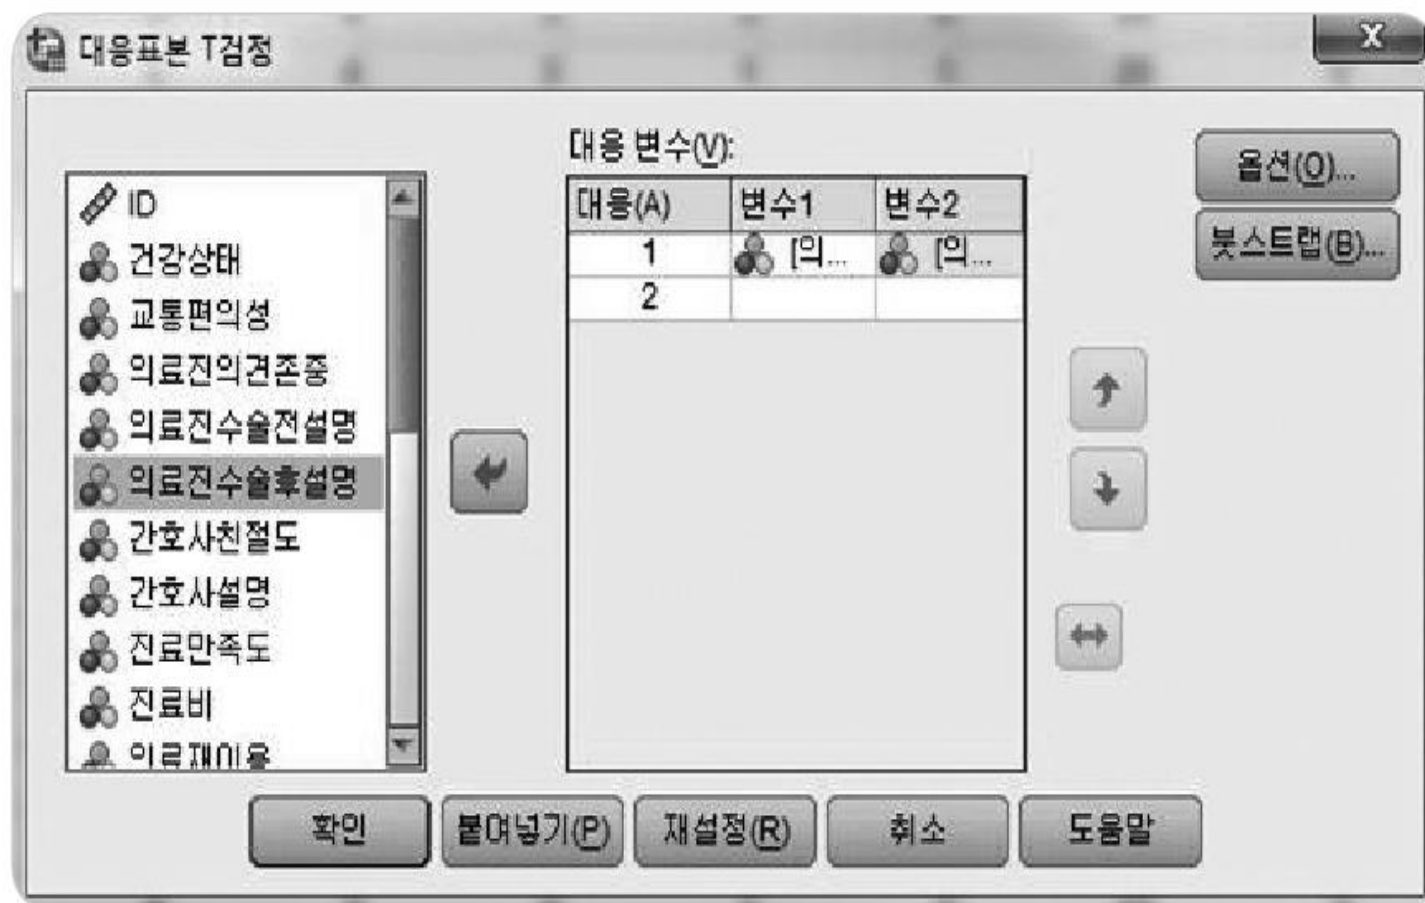 대응표본 T검정
X
대응 변수(V):
옵션(O)...
붓스트랩(B)...
ID
건강상태
교통편의성
의료진의견존중
의료진수술전설명
의료진수술후설명
간호사친절도
간호사설명
진료만족도
진료비
의료재이용
대응(A) 변수1 변수2
1 [의... [의...
2
확인 붙여넣기(P) 재설정(R) 취소 도움말